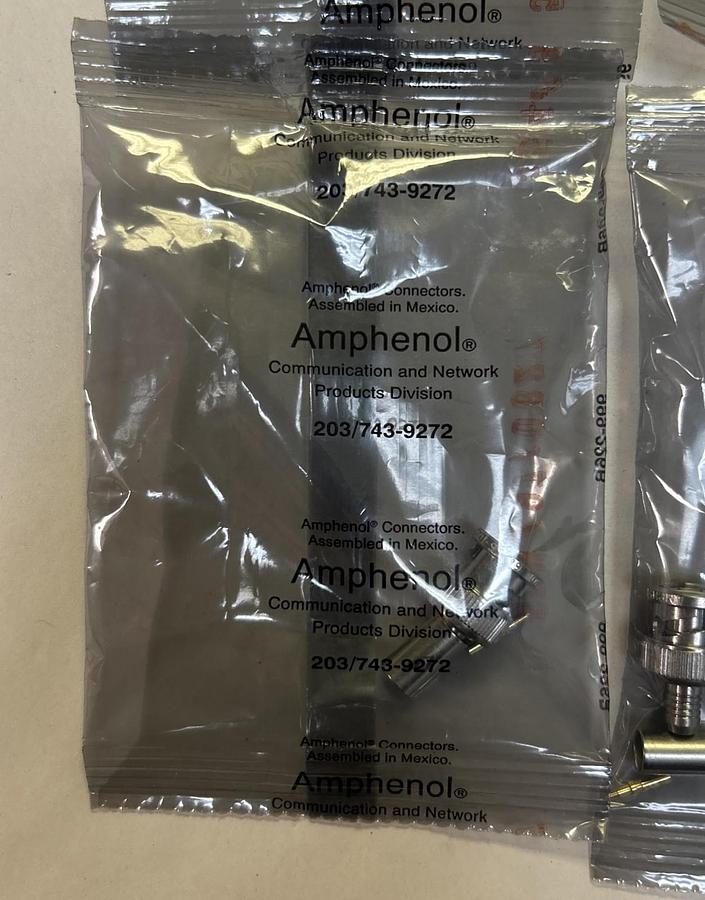 Amphenol®
Communication and Network
Amphenol® Connectors.
Assembled in Mexico.
Amphenol®
Communication and Network
Products Division
203/743-9272
Amphenol® Connectors.
Assembled in Mexico.
Amphenol®
Communication and Network
Products Division
203/743-9272
Amphenol® Connectors.
Assembled in Mexico.
Amphenol®
Communication and Network
Products Division
203/743-9272
Amphenol® Connectors.
Assembled in Mexico.
Amphenol®
Communication and Network